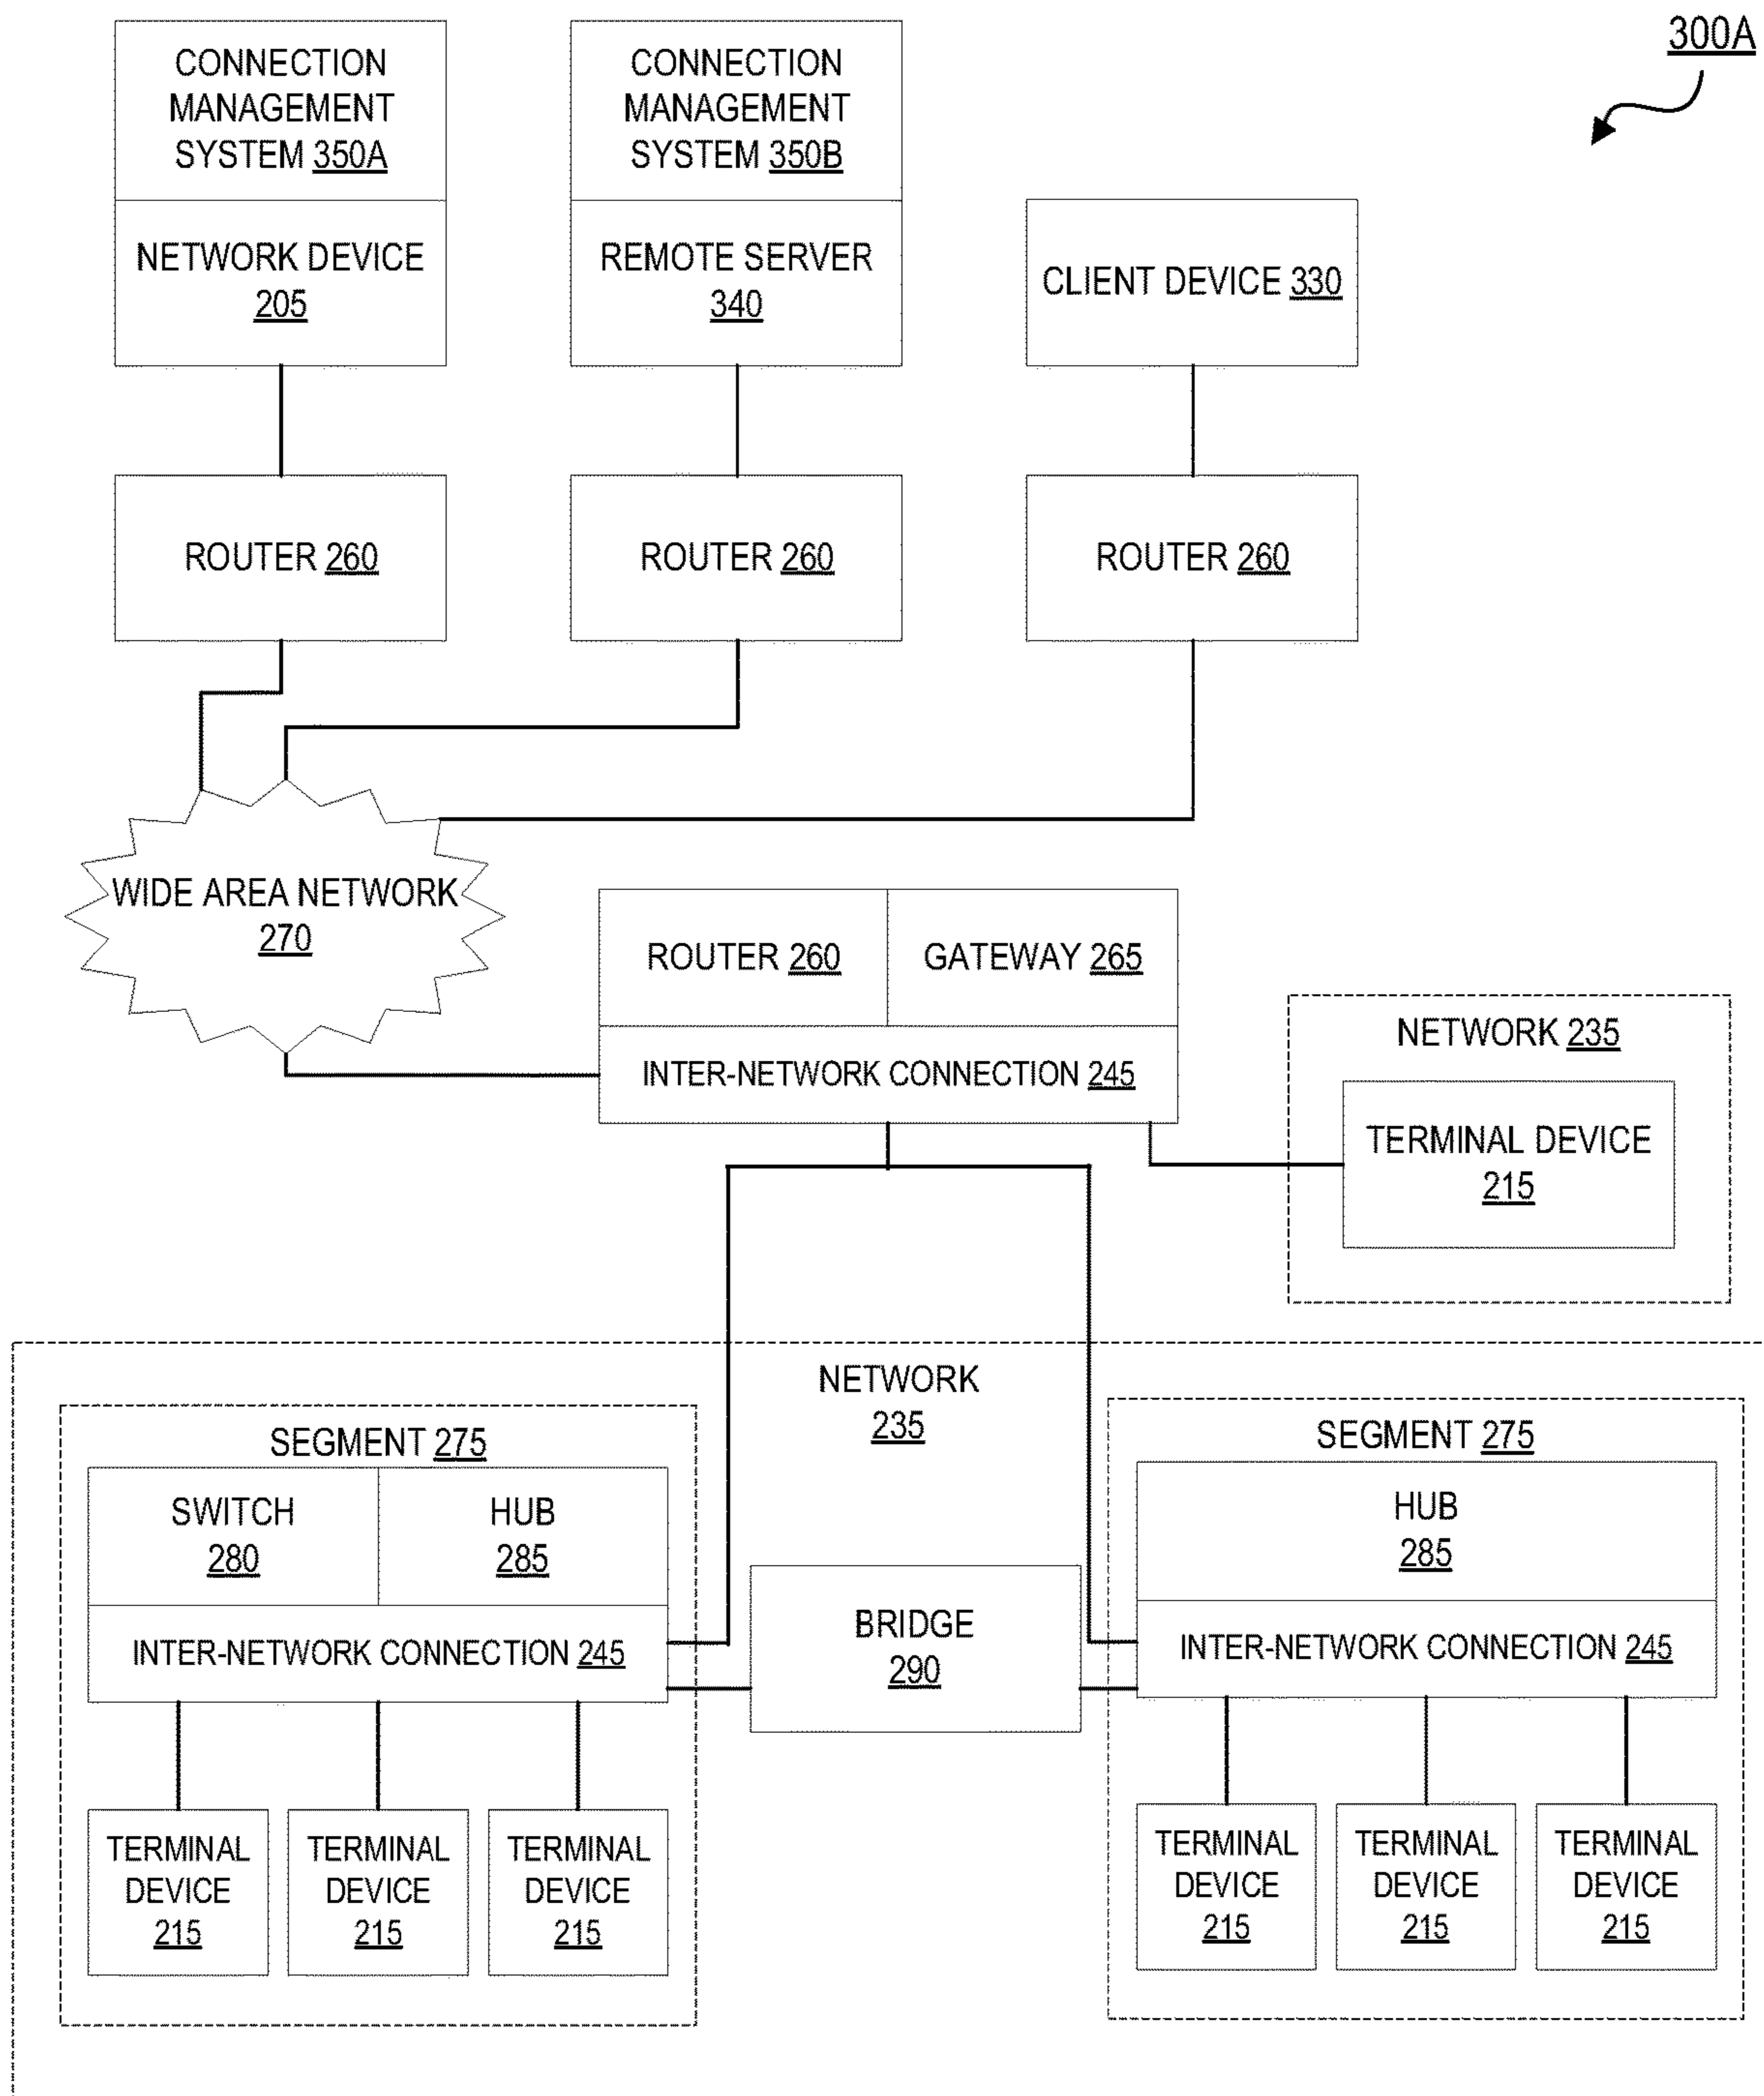 300A
CONNECTION
MANAGEMENT
SYSTEM 350A
NETWORK DEVICE
205
CONNECTION
MANAGEMENT
SYSTEM 350B
REMOTE SERVER
340
CLIENT DEVICE 330
ROUTER 260
ROUTER 260
ROUTER 260
WIDE AREA NETWORK
270
ROUTER 260
GATEWAY 265
INTER-NETWORK CONNECTION 245
NETWORK 235
TERMINAL DEVICE
215
NETWORK
235
SEGMENT 275
SWITCH
280
HUB
285
INTER-NETWORK CONNECTION 245
TERMINAL
DEVICE
215
TERMINAL
DEVICE
215
TERMINAL
DEVICE
215
BRIDGE
290
SEGMENT 275
HUB
285
INTER-NETWORK CONNECTION 245
TERMINAL
DEVICE
215
TERMINAL
DEVICE
215
TERMINAL
DEVICE
215